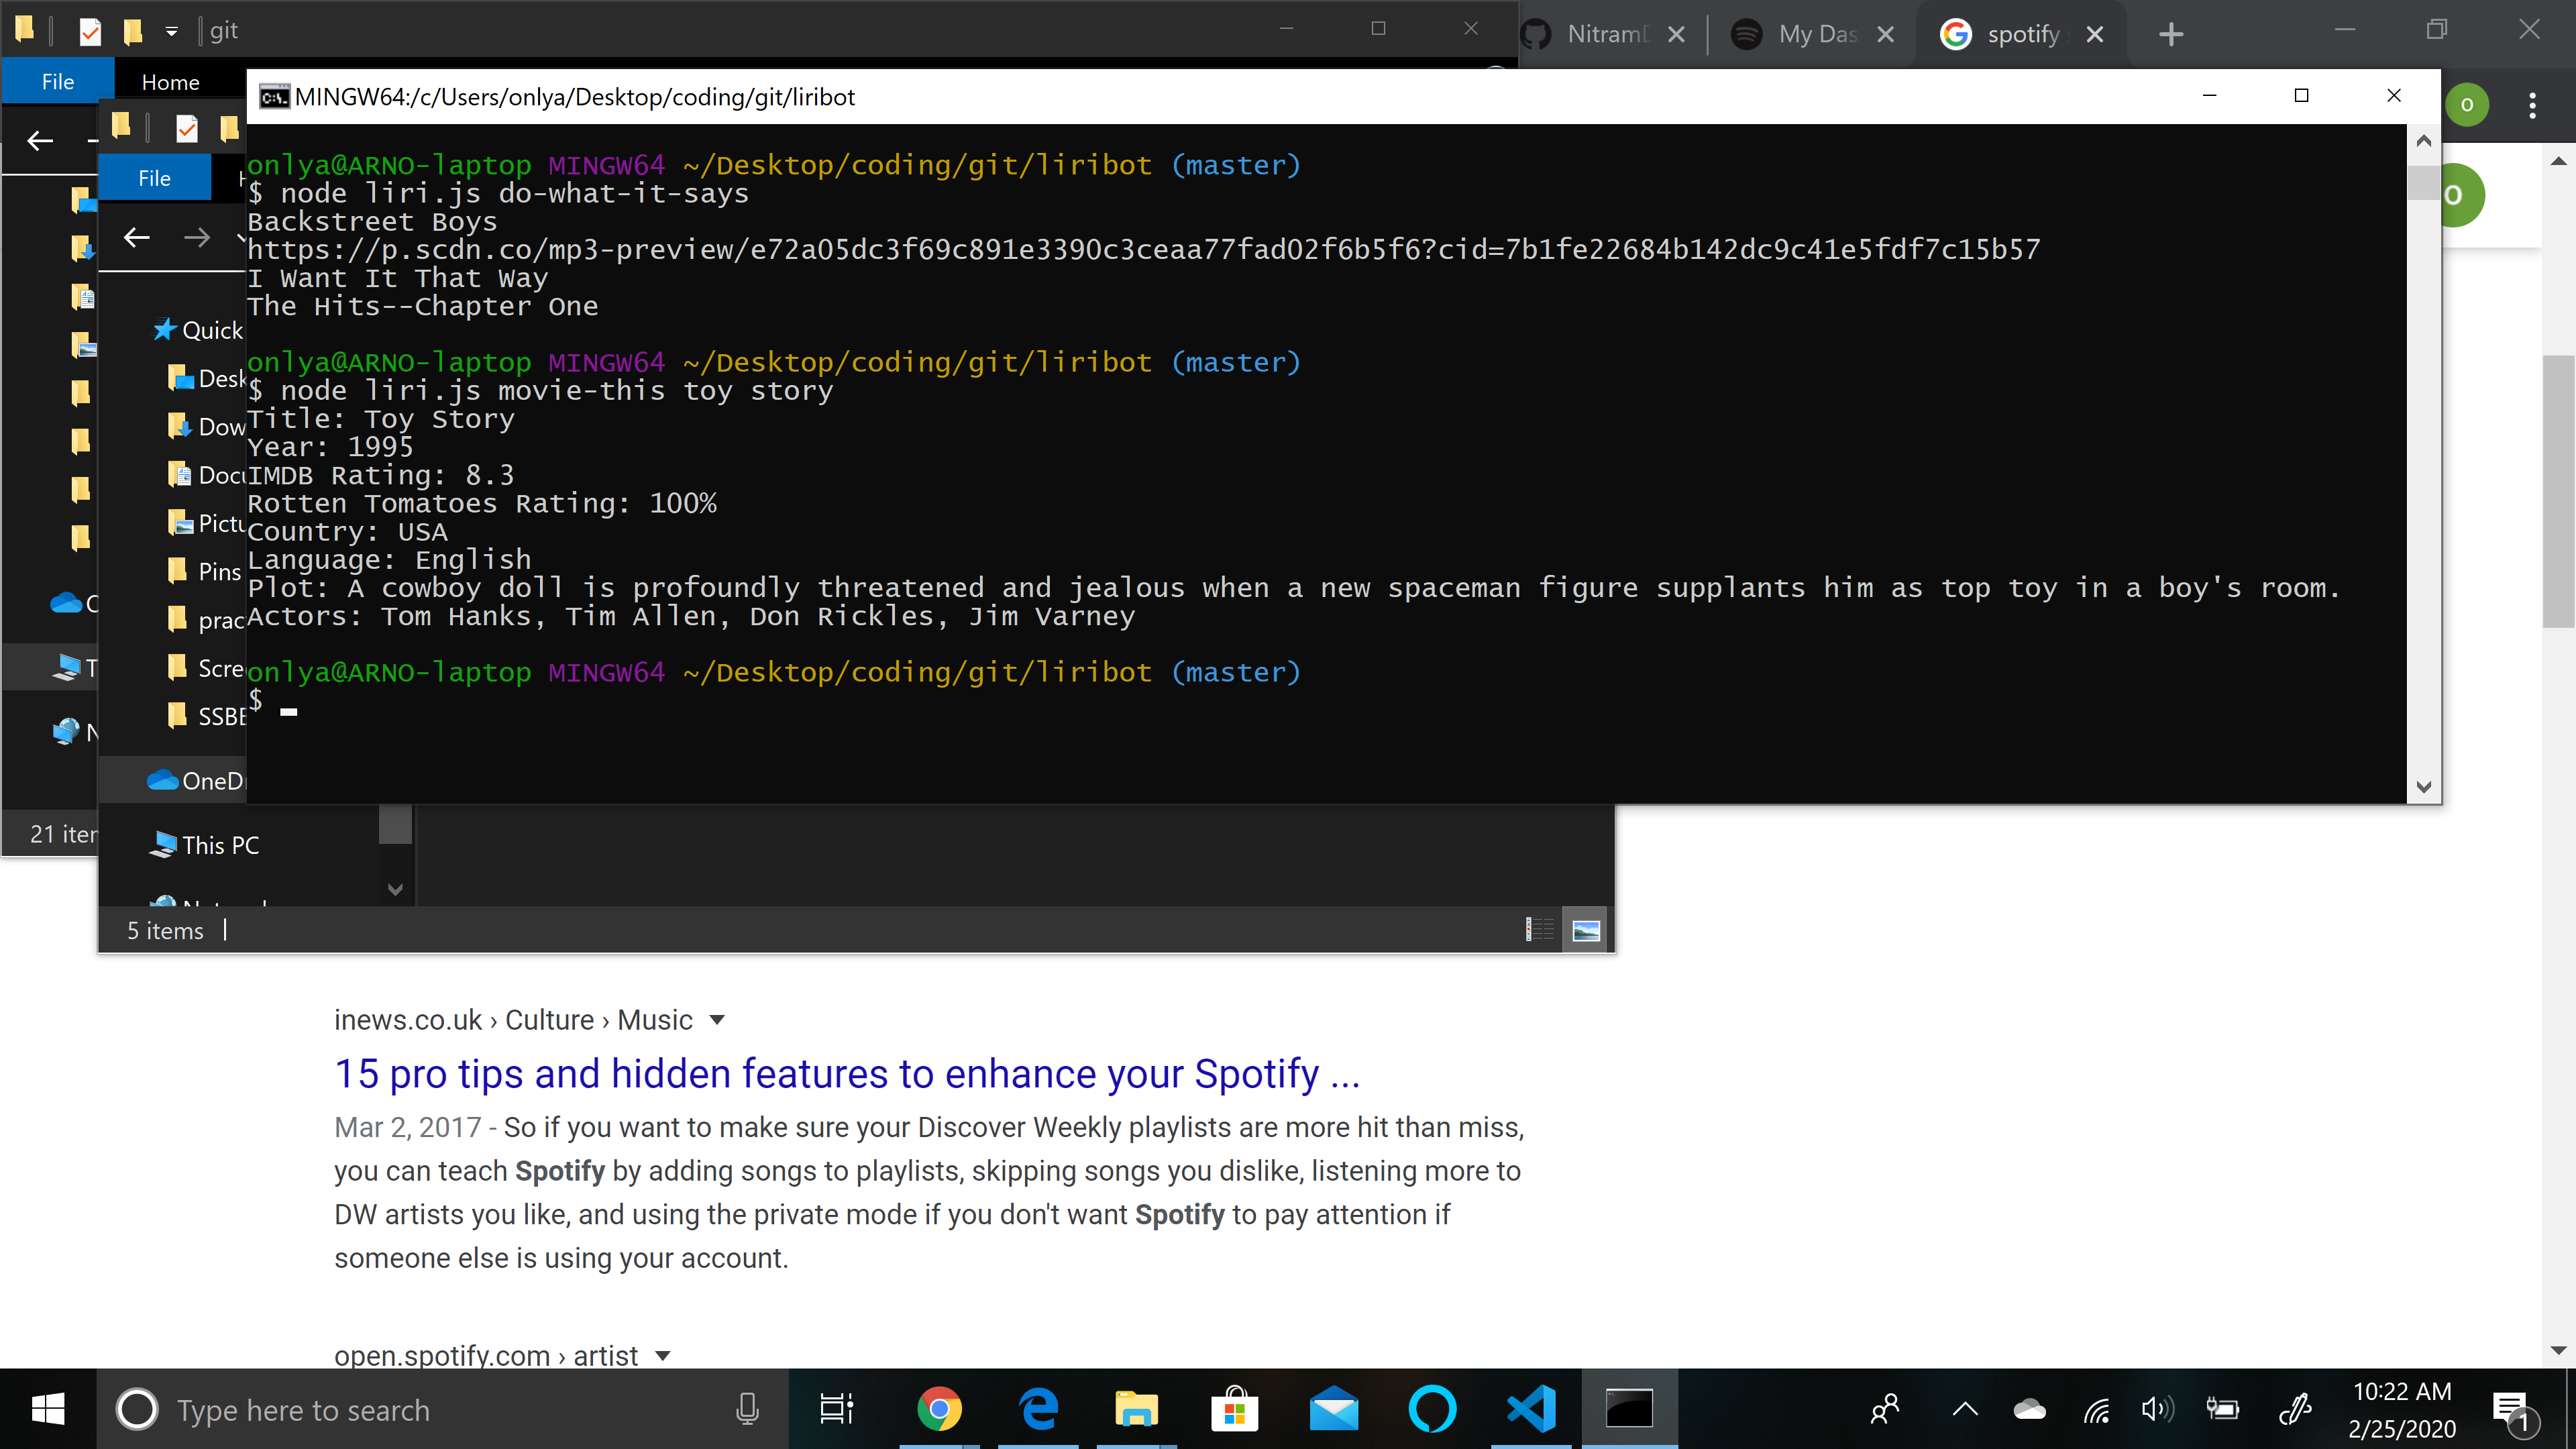 git
NitramD
My Das
spotify s
File
Home
MINGW64:/c/Users/onlya/Desktop/coding/git/liribot
O
File
O
onlya@ARNO-laptop MINGW64 ~/Desktop/coding/git/liribot (master)
$ node liri.js do-what-it-says
Backstreet Boys
https://p.scdn.co/mp3-preview/e72a05dc3f69c891e3390c3ceaa77fad02f6b5f6?cid=7b1fe22684b142dc9c41e5fdf7c15b57
I Want It That Way
The Hits--Chapter One
onlya@ARNO-laptop MINGW64 ~/Desktop/coding/git/liribot (master)
$ node liri.js movie-this toy story
Title: Toy Story
Year: 1995
IMDB Rating: 8.3
Rotten Tomatoes Rating: 100%
Country: USA
Language: English
Plot: A cowboy doll is profoundly threatened and jealous when a new spaceman figure supplants him as top toy in a boy's room.
Actors: Tom Hanks, Tim Allen, Don Rickles, Jim Varney
onlya@ARNO-laptop MINGW64 ~/Desktop/coding/git/liribot (master)
$
Quick
Desk
Dow
Docu
Pictu
Pins
prac
Scre
SSBE
OneDr
This PC
21 iter
5 items
inews.co.uk › Culture › Music
15 pro tips and hidden features to enhance your Spotify ...
Mar 2, 2017 - So if you want to make sure your Discover Weekly playlists are more hit than miss,
you can teach Spotify by adding songs to playlists, skipping songs you dislike, listening more to
DW artists you like, and using the private mode if you don't want Spotify to pay attention if
someone else is using your account.
open.spotify.com › artist
Type here to search
10:22 AM
2/25/2020
1